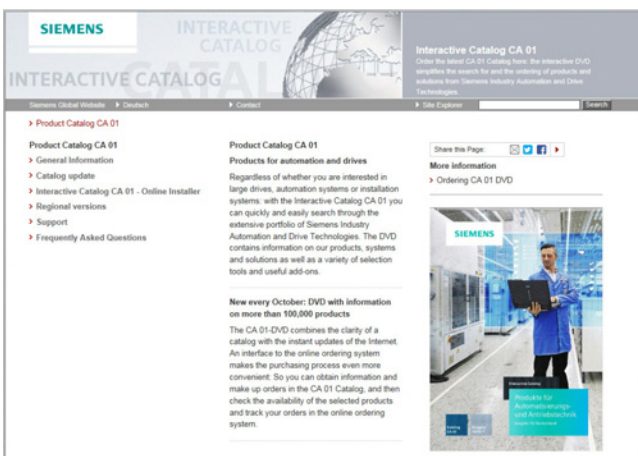 SIEMENS
INTERACTIVE
CATALOG
CATAL
INTERACTIVE CATALOG
Interactive Catalog CA 01
Order the latest CA 01 Catalog here: the interactive DVD
simplifies the search for and the ordering of products and
solutions from Siemens Industry Automation and Drive
Technologies.
Siemens Global Website Deutsch Contact Site Explorer Search
Product Catalog CA 01
Product Catalog CA 01
General Information
Catalog update
Interactive Catalog CA 01 - Online Installer
Regional versions
Support
Frequently Asked Questions
Product Catalog CA 01
Products for automation and drives
Regardless of whether you are interested in
large drives, automation systems or installation
systems: with the Interactive Catalog CA 01 you
can quickly and easily search through the
extensive portfolio of Siemens Industry
Automation and Drive Technologies. The DVD
contains information on our products, systems
and solutions as well as a variety of selection
tools and useful add-ons.
New every October: DVD with information
on more than 100,000 products
The CA 01-DVD combines the clarity of a
catalog with the instant updates of the Internet.
An interface to the online ordering system
makes the purchasing process even more
convenient: So you can obtain information and
make up orders in the CA 01 Catalog, and then
check the availability of the selected products
and track your orders in the online ordering
system.
Share this Page:
More information
Ordering CA 01 DVD
SIEMENS
Interactive Catalog
Produkte für
Automatisierungs-
und Antriebstechnik